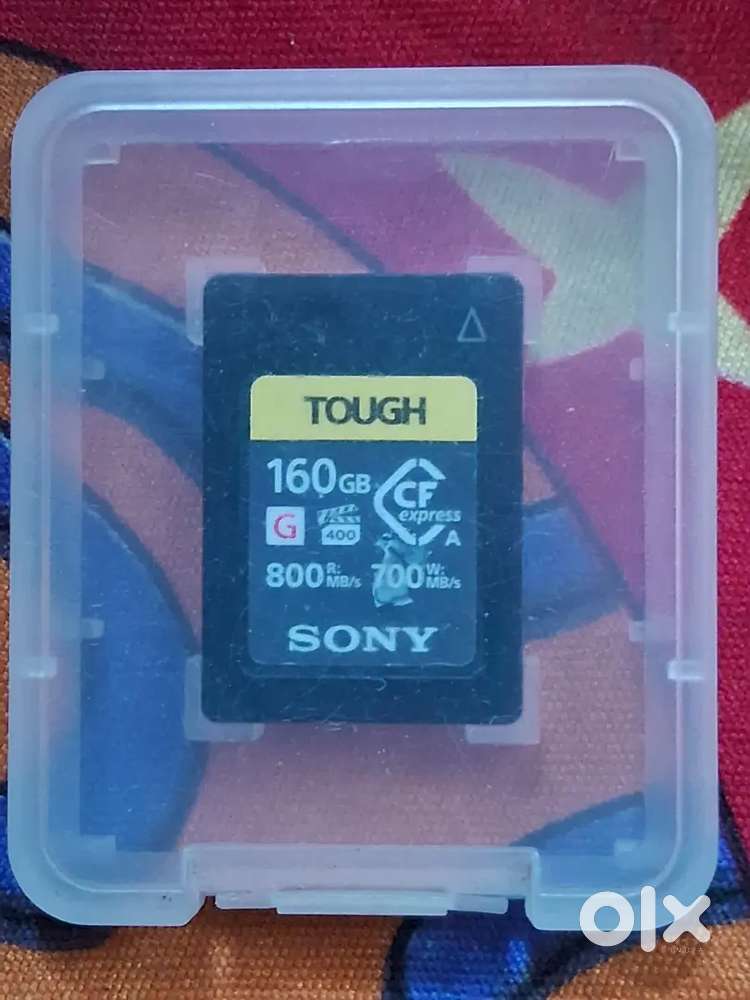 TOUGH
160GB CF express A
G 400
800 R: MB/s 700 W: MB/s
SONY
olx